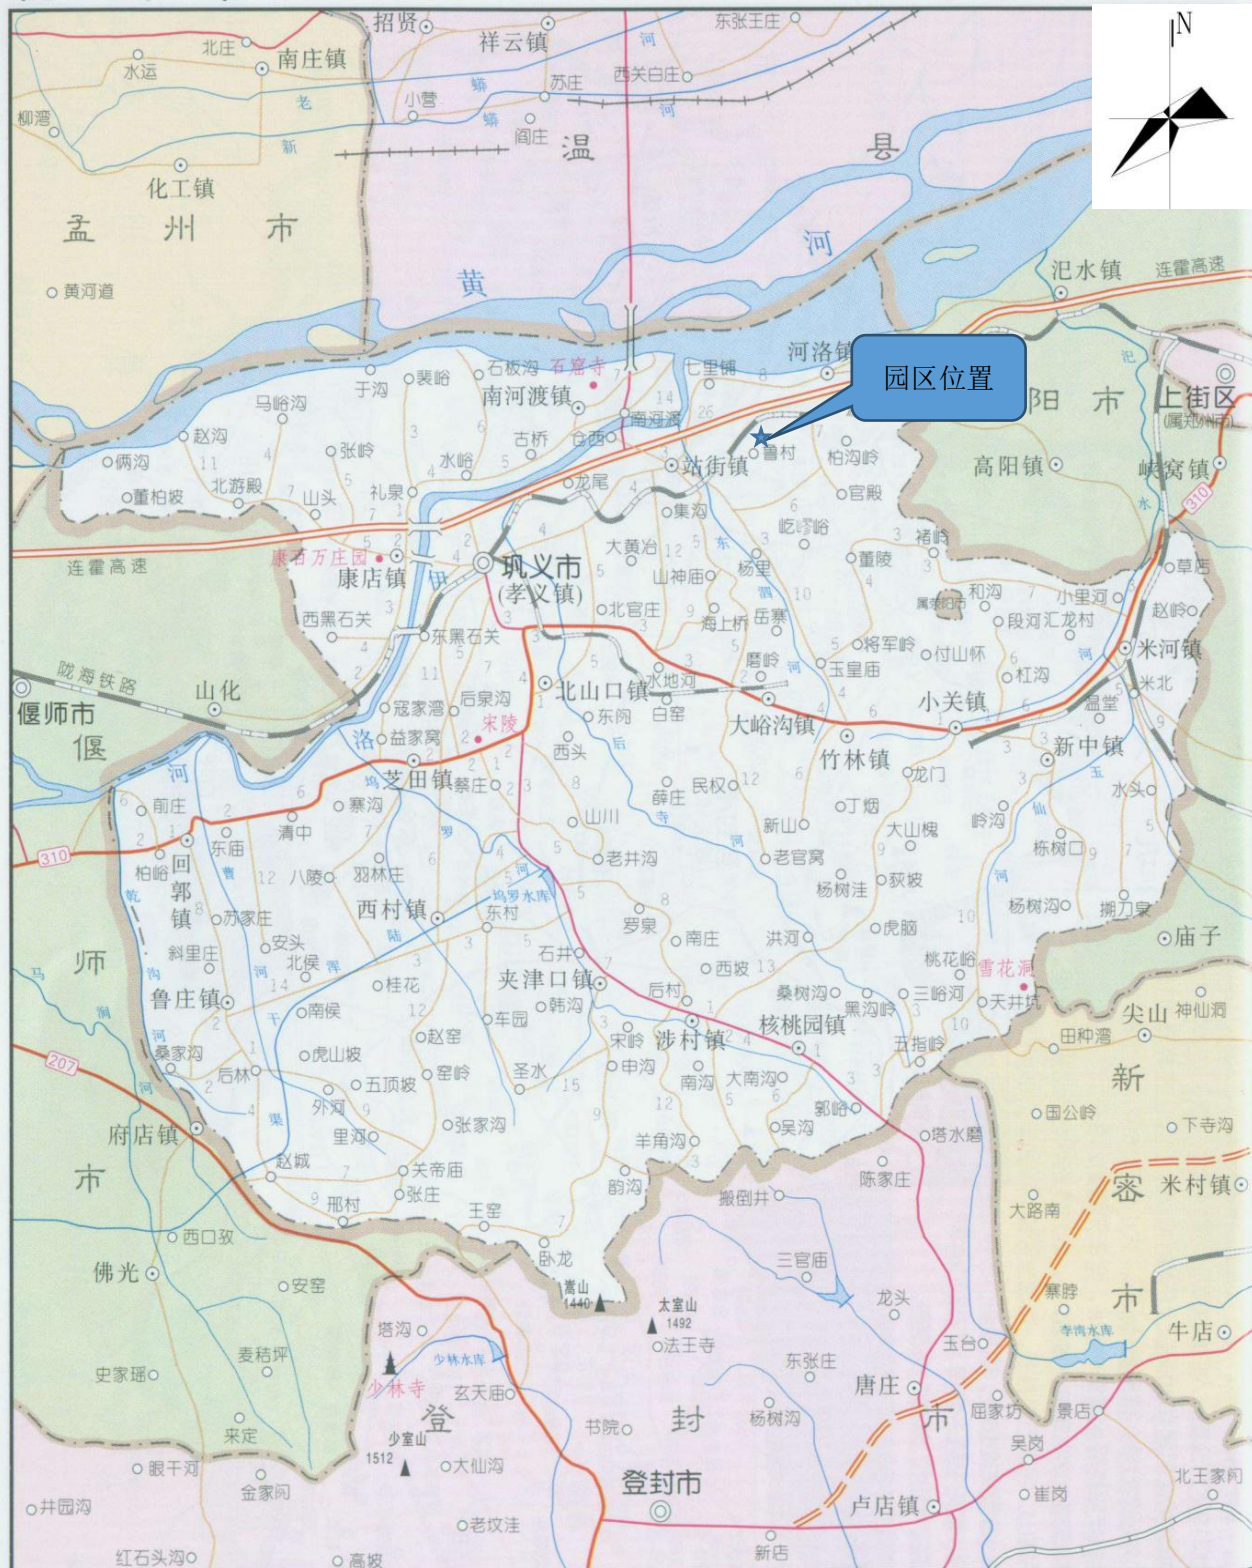 招贤
祥云镇
东张王庄
N
北庄
南庄镇
水运
西关白庄
苏庄
河
老
蟒
小营
蟒
河
柳湾
新
阎庄
温
县
化工镇
孟州市
黄河
汜水镇
连霍高速
黄河道
河洛镇
园区位置
石板沟
石窟寺
七里铺
8
裴峪
于沟
南河渡镇
7
14
26
上街区
阳市
马峪沟
南河渡
赵沟
古桥
仓西
张岭
水峪
鲁村
柏沟岭
高阳镇
峡窝镇
俩沟
站街镇
董柏坡
北游殿
山头
礼泉
龙尾
官殿
310
集沟
屹嵺峪
褚岭
康百万庄园
大黄冶
杨里
董陵
连霍高速
康店镇
巩义市
(孝义镇)
山神庙
草店
和沟
小里河
北官庄
海上桥
岳寨
段河
汇龙村
赵岭
西黑石关
东黑石关
将军岭
付山怀
米河镇
磨岭
玉皇庙
杠沟
陇海铁路
山化
北山口镇
水地河
小关镇
米北
偃师市
寇家湾
后泉沟
东闶
白窑
大峪沟镇
温堂
宋陵
益家窝
西头
竹林镇
新中镇
芝田镇
蔡庄
薛庄
民权
龙门
水头
前庄
寨沟
山川
新山
丁烟
岭沟
清中
大山槐
栋树口
310
东庙
柏峪
老井沟
老官窝
八陵
羽林庄
坞罗水库
杨树洼
荻坡
回郭镇
苏家庄
西村镇
东村
罗泉
杨树沟
搠刀泉
安头
石井
南庄
洪河
虎脑
庙子
斜里庄
北侯
夹津口镇
西坡
桃花峪
雪花洞
鲁庄镇
桂花
后村
桑树沟
黑沟岭
三峪河
天井坑
神仙洞
南侯
韩沟
车园
涉村镇
核桃园镇
尖山
桑家沟
赵窑
宋岭
五指岭
田种湾
207
虎山坡
后林
五顶坡
窑岭
圣水
15
申沟
南沟
大南沟
新
外河
郭峪
国公岭
府店镇
里河
张家沟
羊角沟
吴沟
塔水磨
下寺沟
赵城
关帝庙
陈家庄
市
张庄
韵沟
搬倒井
密
米村镇
邢村
王窑
大路南
西口孜
卧龙
佛光
三官庙
安窑
嵩山
1440
太室山
1492
龙头
寨脖
市
塔沟
法王寺
玉台
李湾水库
牛店
麦秸坪
少林水库
东张庄
史家瑶
少林寺
玄天庙
唐庄
来定
登封市
书院
杨树沟
屈家坊
景店
少室山
1512
吴岗
眼干河
大仙沟
登封市
金家闶
卢店镇
崔岗
北王家闶
井园沟
老坟洼
新店
红石头沟
高坡